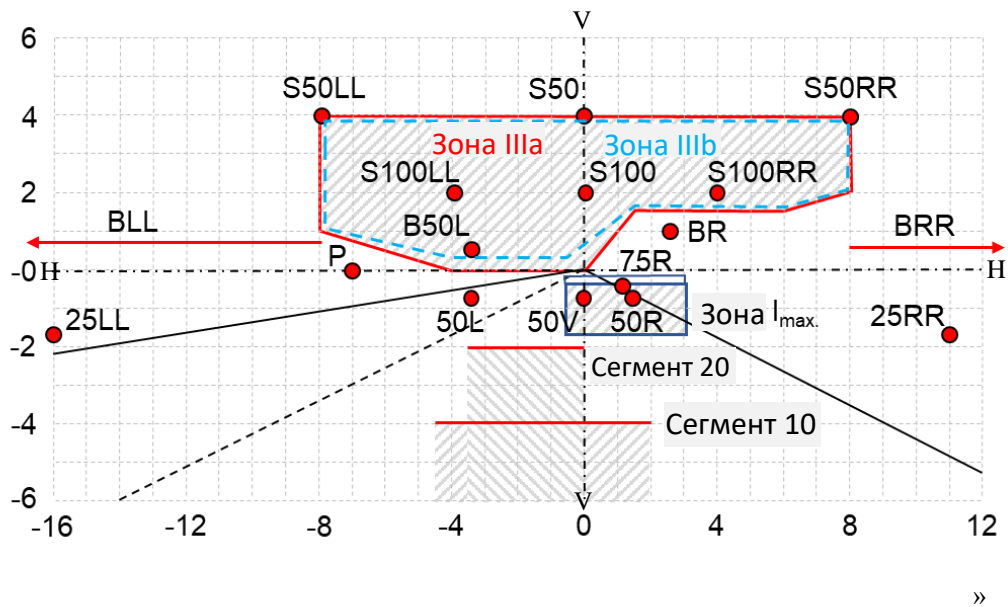 V
6
S50LL S50 S50RR
4
Зона IIIa Зона IIIb
S100LL S100 S100RR
2
BLL B50L BR BRR
P 75R
-0 H H
25LL 50L 50V 50R Зона Imax. 25RR
-2
Сегмент 20
-4
Сегмент 10
-6
V
-16 -12 -8 -4 0 4 8 12
»